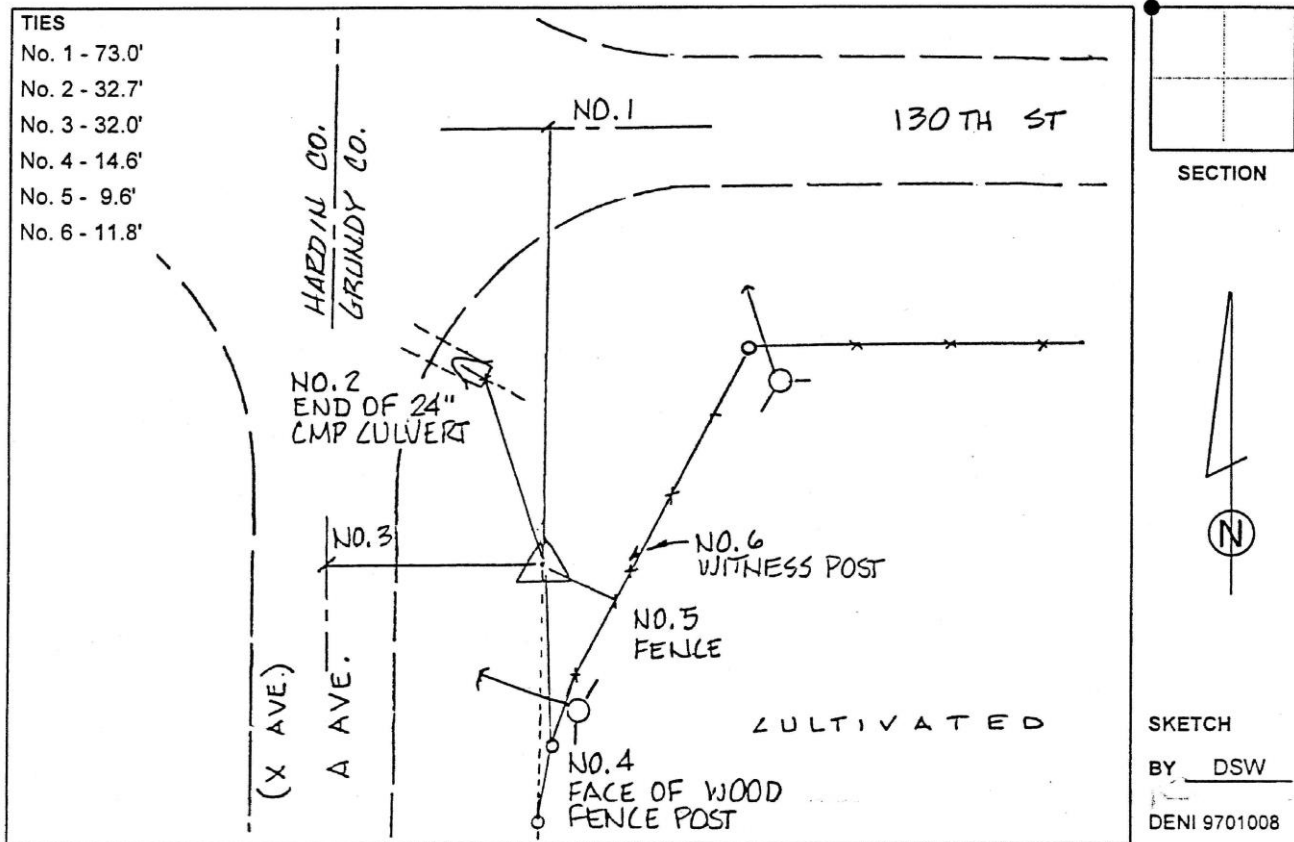 TIES
No. 1 - 73.0'
No. 2 - 32.7'
No. 3 - 32.0'
No. 4 - 14.6'
No. 5 - 9.6'
No. 6 - 11.8'
HARDIN CO.
GRUNDY CO.
NO.1
130TH ST
SECTION
NO.2
END OF 24"
CMP CULVERT
N
NO.3
NO.6
WITNESS POST
NO.5
FENCE
(X AVE.)
A AVE.
CULTIVATED
NO.4
FACE OF WOOD
FENCE POST
SKETCH
BY DSW
DENI 9701008